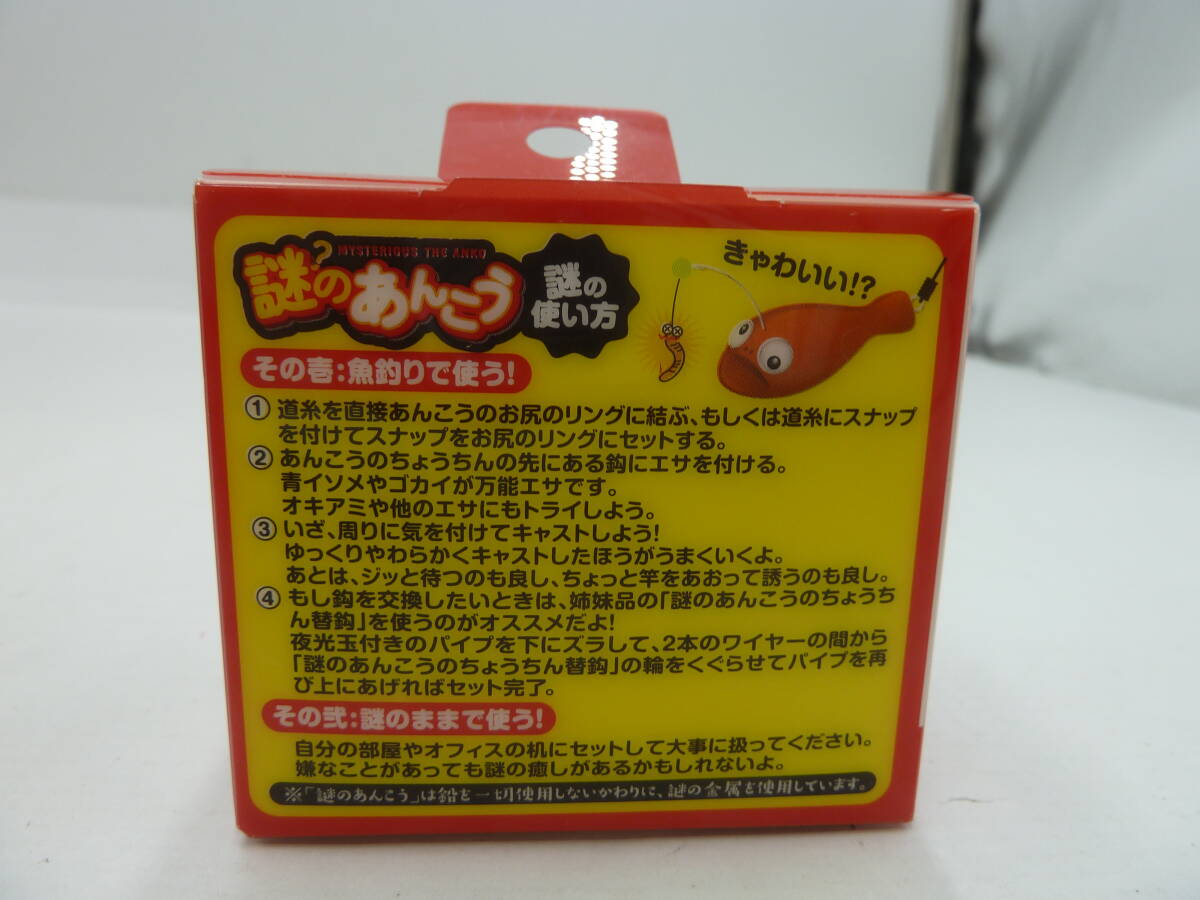 MYSTERIOUS THE ANKO
謎?のあんこう
謎の
使い方
きゃわいい!?
その壱:魚釣りで使う!
① 道糸を直接あんこうのお尻のリングに結ぶ、もしくは道糸にスナップ
を付けてスナップをお尻のリングにセットする。
② あんこうのちょうちんの先にある鈎にエサを付ける。
青イソメやゴカイが万能エサです。
オキアミや他のエサにもトライしよう。
③ いざ、周りに気を付けてキャストしよう!
ゆっくりやわらかくキャストしたほうがうまくいくよ。
あとは、ジッと待つのも良し、ちょっと竿をあおって誘うのも良し。
④ もし鈎を交換したいときは、姉妹品の「謎のあんこうのちょうち
ん替鈎」を使うのがオススメだよ!
夜光玉付きのパイプを下にズラして、2本のワイヤーの間から
「謎のあんこうのちょうちん替鈎」の輪をくぐらせてパイプを再
び上にあげればセット完了。
その弐:謎のままで使う!
自分の部屋やオフィスの机にセットして大事に扱ってください。
嫌なことがあっても謎の癒しがあるかもしれないよ。
※「謎のあんこう」は鉛を一切使用しないかわりに、謎の金属を使用しています。